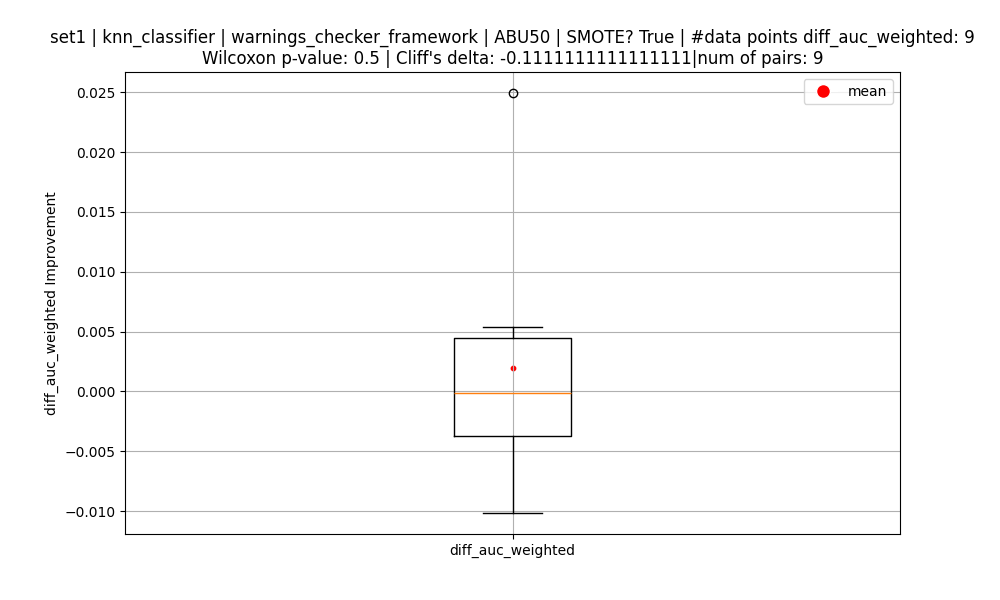 set1 | knn_classifier | warnings_checker_framework | ABU50 | SMOTE? True | #data points diff_auc_weighted: 9
Wilcoxon p-value: 0.5 | Cliff's delta: -0.1111111111111111|num of pairs: 9
mean
0.025
0.020
0.015
0.010
0.005
0.000
−0.005
−0.010
diff_auc_weighted Improvement
diff_auc_weighted